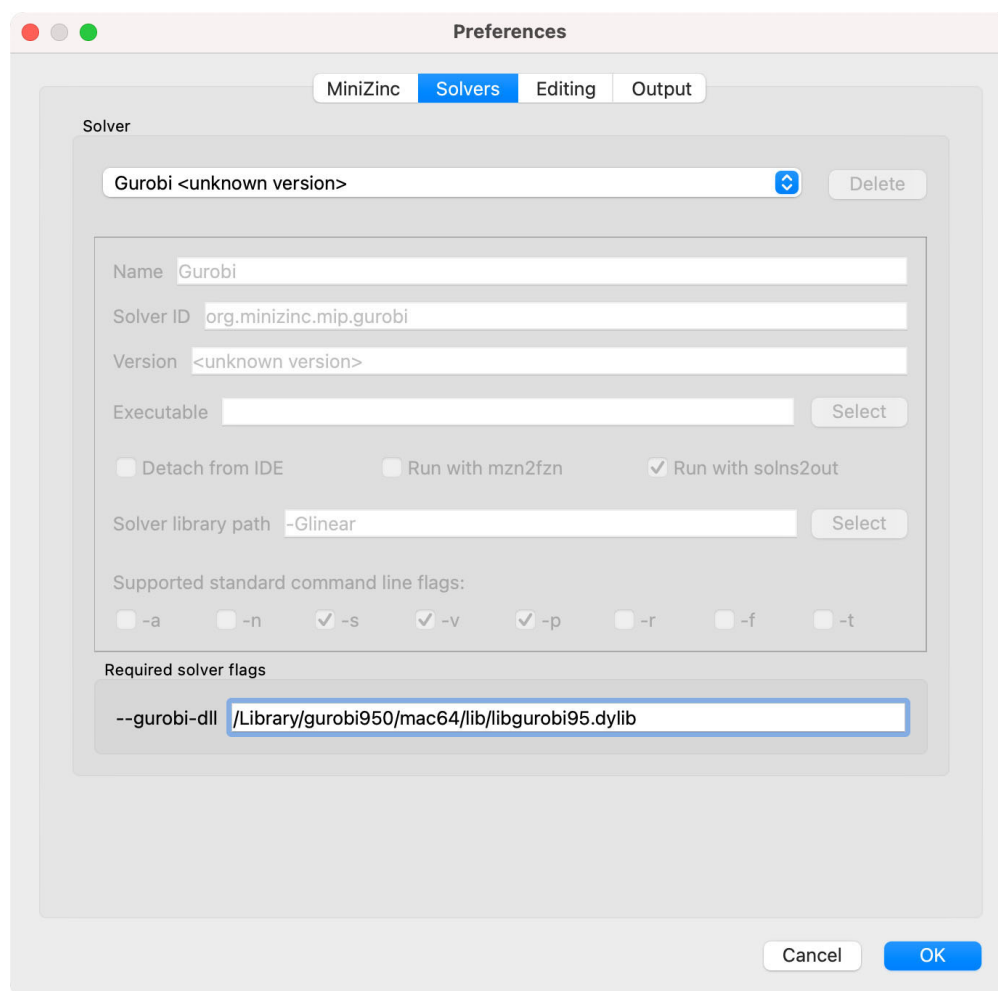 Preferences
MiniZinc Solvers Editing Output
Solver
Gurobi <unknown version> Delete
Name Gurobi
Solver ID org.minizinc.mip.gurobi
Version <unknown version>
Executable Select
Detach from IDE Run with mzn2fzn Run with solns2out
Solver library path -Glinear Select
Supported standard command line flags:
-a -n -s -v -p -r -f -t
Required solver flags
--gurobi-dll /Library/gurobi950/mac64/lib/libgurobi95.dylib
Cancel OK